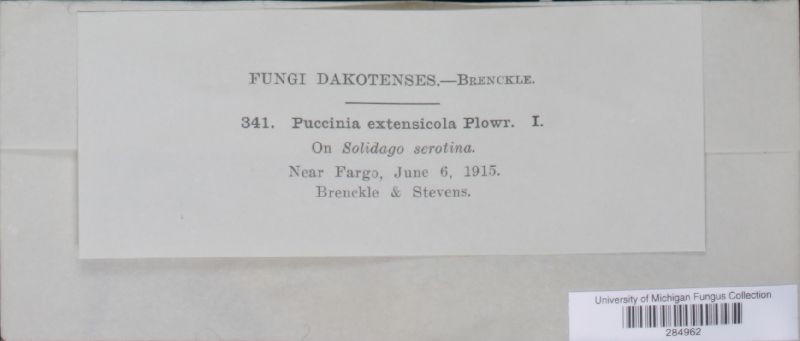 FUNGI DAKOTENSES.—BRENCKLE.
341. Puccinia extensicola Plowr. I.
On Solidago serotina.
Near Fargo, June 6, 1915.
Brenckle & Stevens.
University of Michigan Fungus Collection
284962